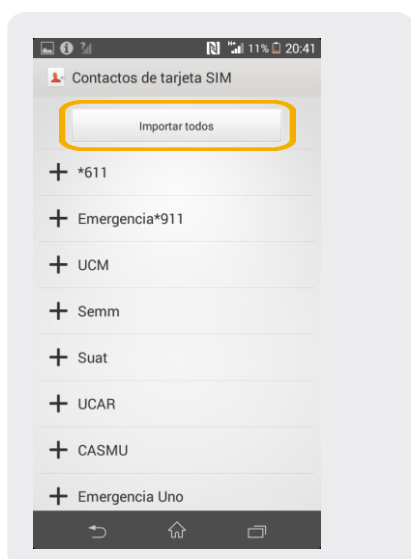 11% 20:41
Contactos de tarjeta SIM
Importar todos
*611
Emergencia*911
UCM
Semm
Suat
UCAR
CASMU
Emergencia Uno